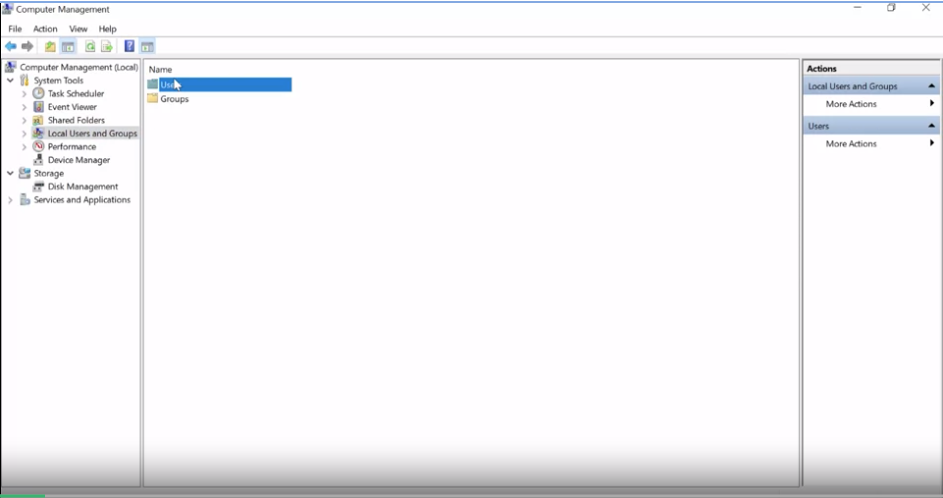 Computer Management
File Action View Help
Computer Management (Local)
System Tools
Task Scheduler
Event Viewer
Shared Folders
Local Users and Groups
Performance
Device Manager
Storage
Disk Management
Services and Applications
Name
Groups
Actions
Local Users and Groups
More Actions
Users
More Actions